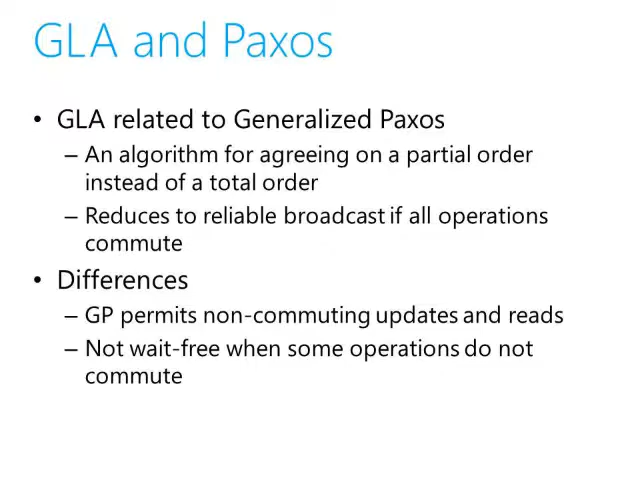 GLA and Paxos
• GLA related to Generalized Paxos
– An algorithm for agreeing on a partial order
instead of a total order
– Reduces to reliable broadcast if all operations
commute
• Differences
– GP permits non-commuting updates and reads
– Not wait-free when some operations do not
commute